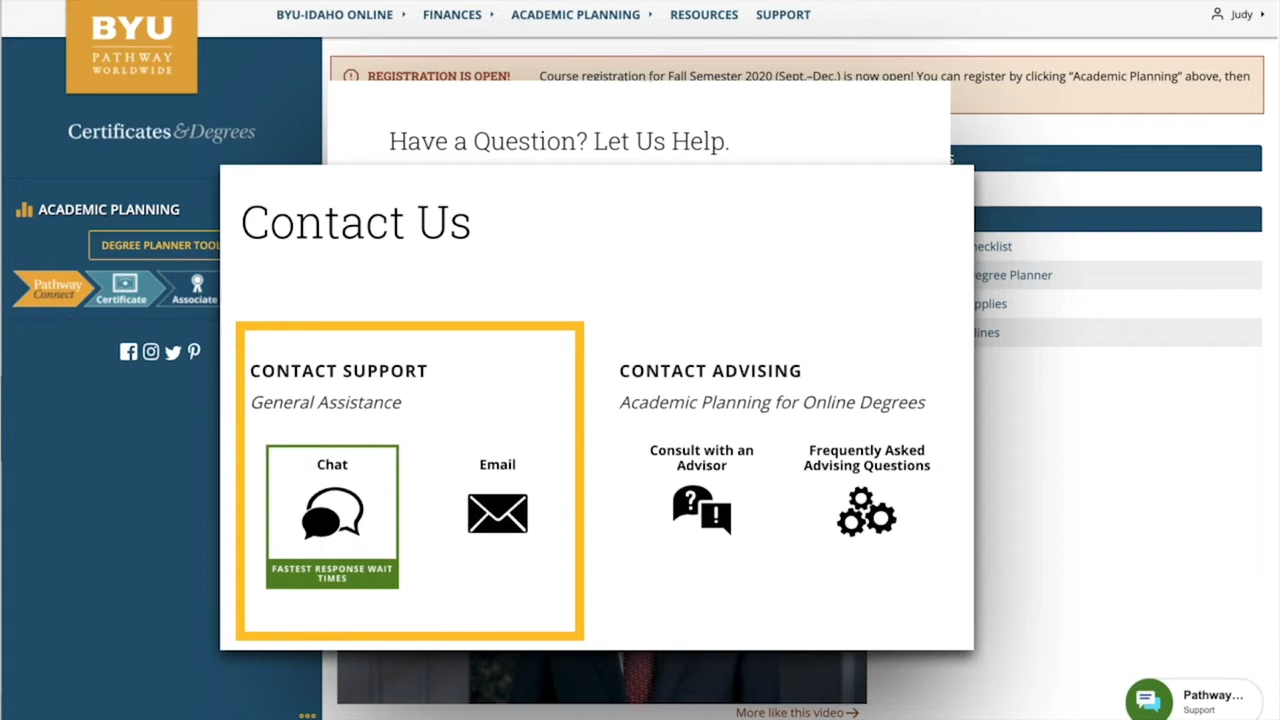 BYU
PATHWAY
WORLDWIDE
BYU-IDAHO ONLINE
FINANCES
ACADEMIC PLANNING
RESOURCES
SUPPORT
Judy
REGISTRATION IS OPEN! Course registration for Fall Semester 2020 (Sept.–Dec.) is now open! You can register by clicking “Academic Planning” above, then
Certificates&Degrees
ACADEMIC PLANNING
DEGREE PLANNER TOOL
Pathway
Connect
Certificate
Associate
Have a Question? Let Us Help.
Contact Us
CONTACT SUPPORT
General Assistance
Chat
FASTEST RESPONSE WAIT
TIMES
Email
CONTACT ADVISING
Academic Planning for Online Degrees
Consult with an
Advisor
Frequently Asked
Advising Questions
Planner
More like this video
Pathway...
Support